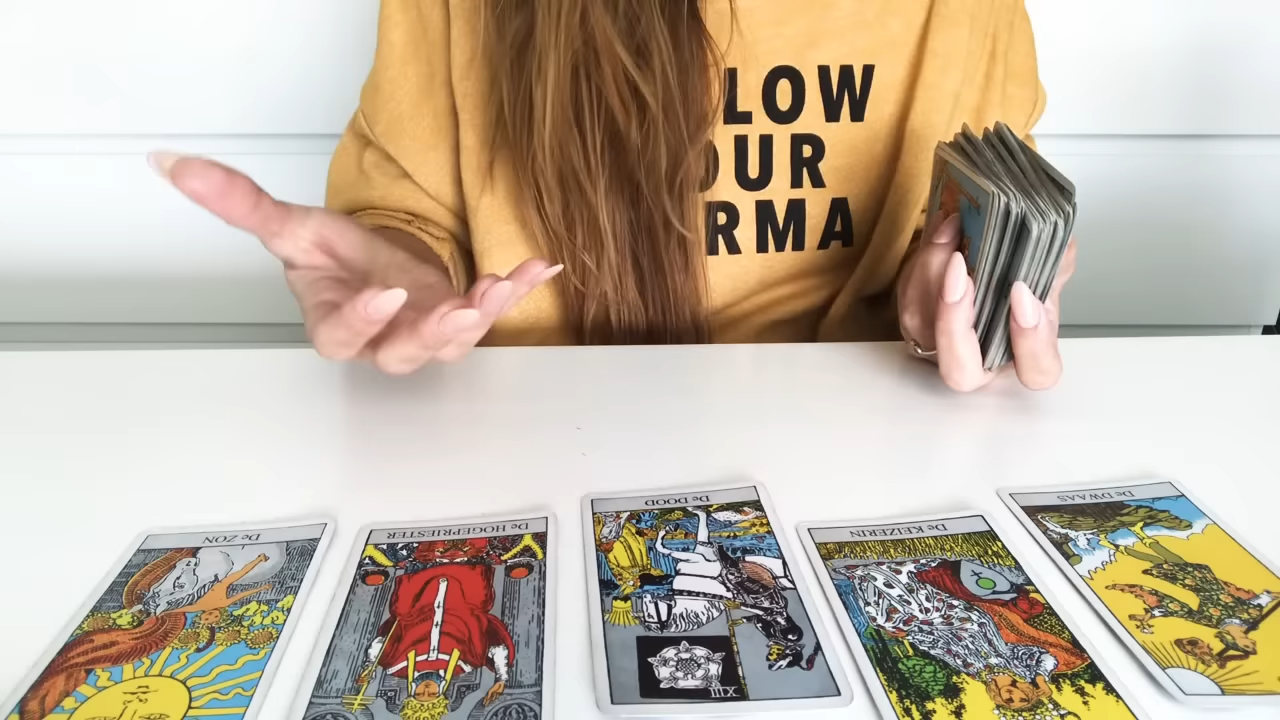 LOW
OUR
RMA
De ZON
De HOGEPRIESTER
De DOOD
De KEIZERIN
De DWAAS
XIII